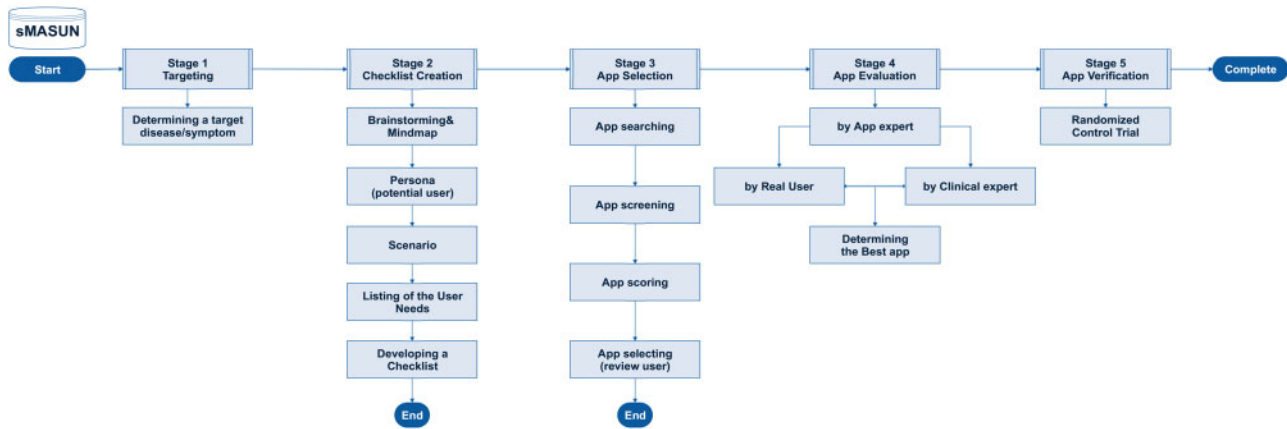 sMASUN
Start
Stage 1
Targeting
Stage 2
Checklist Creation
Stage 3
App Selection
Stage 4
App Evaluation
Stage 5
App Verification
Complete
Determining a target
disease/symptom
Brainstorming&
Mindmap
Persona
(potential user)
Scenario
Listing of the User
Needs
Developing a
Checklist
End
App searching
App screening
App scoring
App selecting
(review user)
End
by App expert
by Real User
by Clinical expert
Determining
the Best app
Randomized
Control Trial